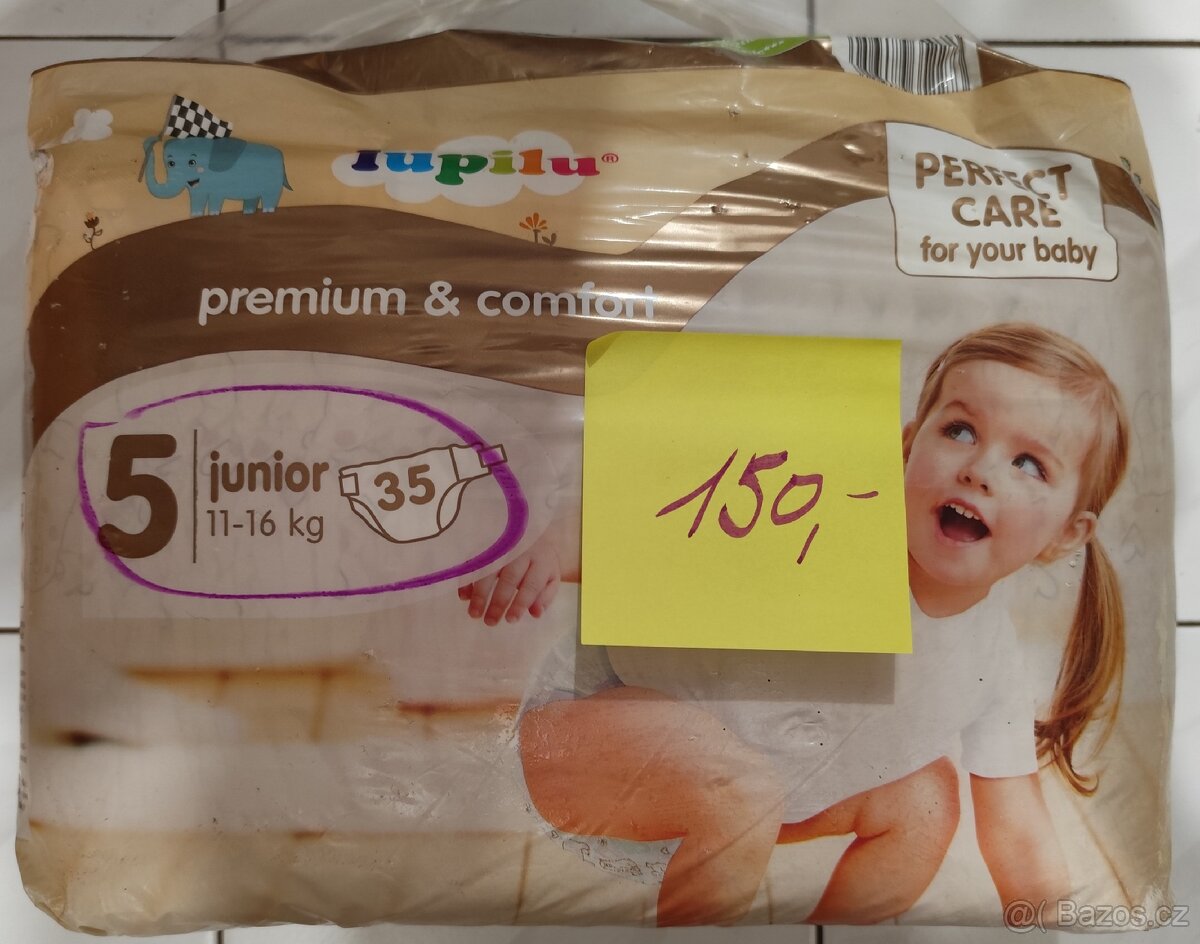 lupilu®
PERFECT
CARE
for your baby
premium & comfort
5
junior
11-16 kg
35
150,-
@( Bazos.cz